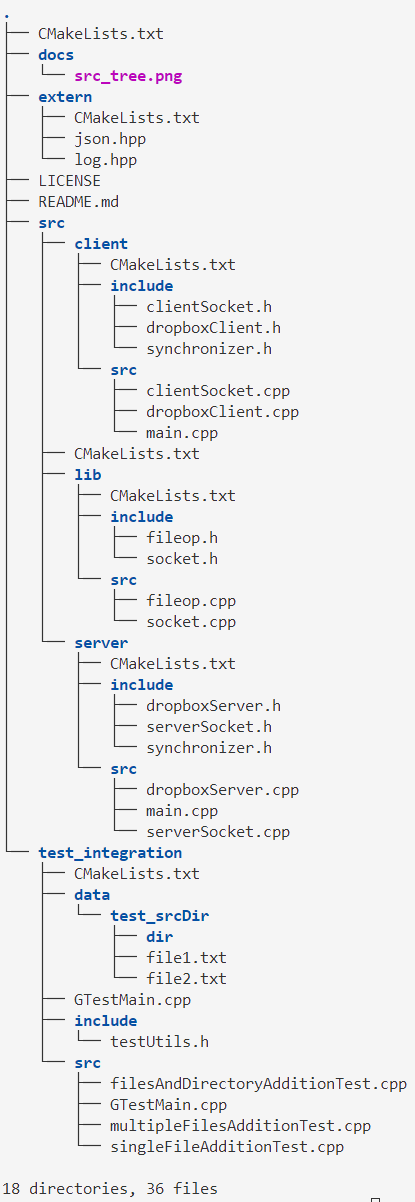 .
├── CMakeLists.txt
├── docs
│   └── src_tree.png
├── extern
│   ├── CMakeLists.txt
│   ├── json.hpp
│   └── log.hpp
├── LICENSE
├── README.md
├── src
│   ├── client
│   │   ├── CMakeLists.txt
│   │   ├── include
│   │   │   ├── clientSocket.h
│   │   │   ├── dropboxClient.h
│   │   │   └── synchronizer.h
│   │   └── src
│   │       ├── clientSocket.cpp
│   │       ├── dropboxClient.cpp
│   │       └── main.cpp
│   ├── CMakeLists.txt
│   ├── lib
│   │   ├── CMakeLists.txt
│   │   ├── include
│   │   │   ├── fileop.h
│   │   │   └── socket.h
│   │   └── src
│   │       ├── fileop.cpp
│   │       └── socket.cpp
│   └── server
│       ├── CMakeLists.txt
│       ├── include
│       │   ├── dropboxServer.h
│       │   ├── serverSocket.h
│       │   └── synchronizer.h
│       └── src
│           ├── dropboxServer.cpp
│           ├── main.cpp
│           └── serverSocket.cpp
└── test_integration
    ├── CMakeLists.txt
    ├── data
    │   └── test_srcDir
    │       ├── dir
    │       ├── file1.txt
    │       └── file2.txt
    ├── GTestMain.cpp
    ├── include
    │   └── testUtils.h
    └── src
        ├── filesAndDirectoryAdditionTest.cpp
        ├── GTestMain.cpp
        ├── multipleFilesAdditionTest.cpp
        └── singleFileAdditionTest.cpp

18 directories, 36 files